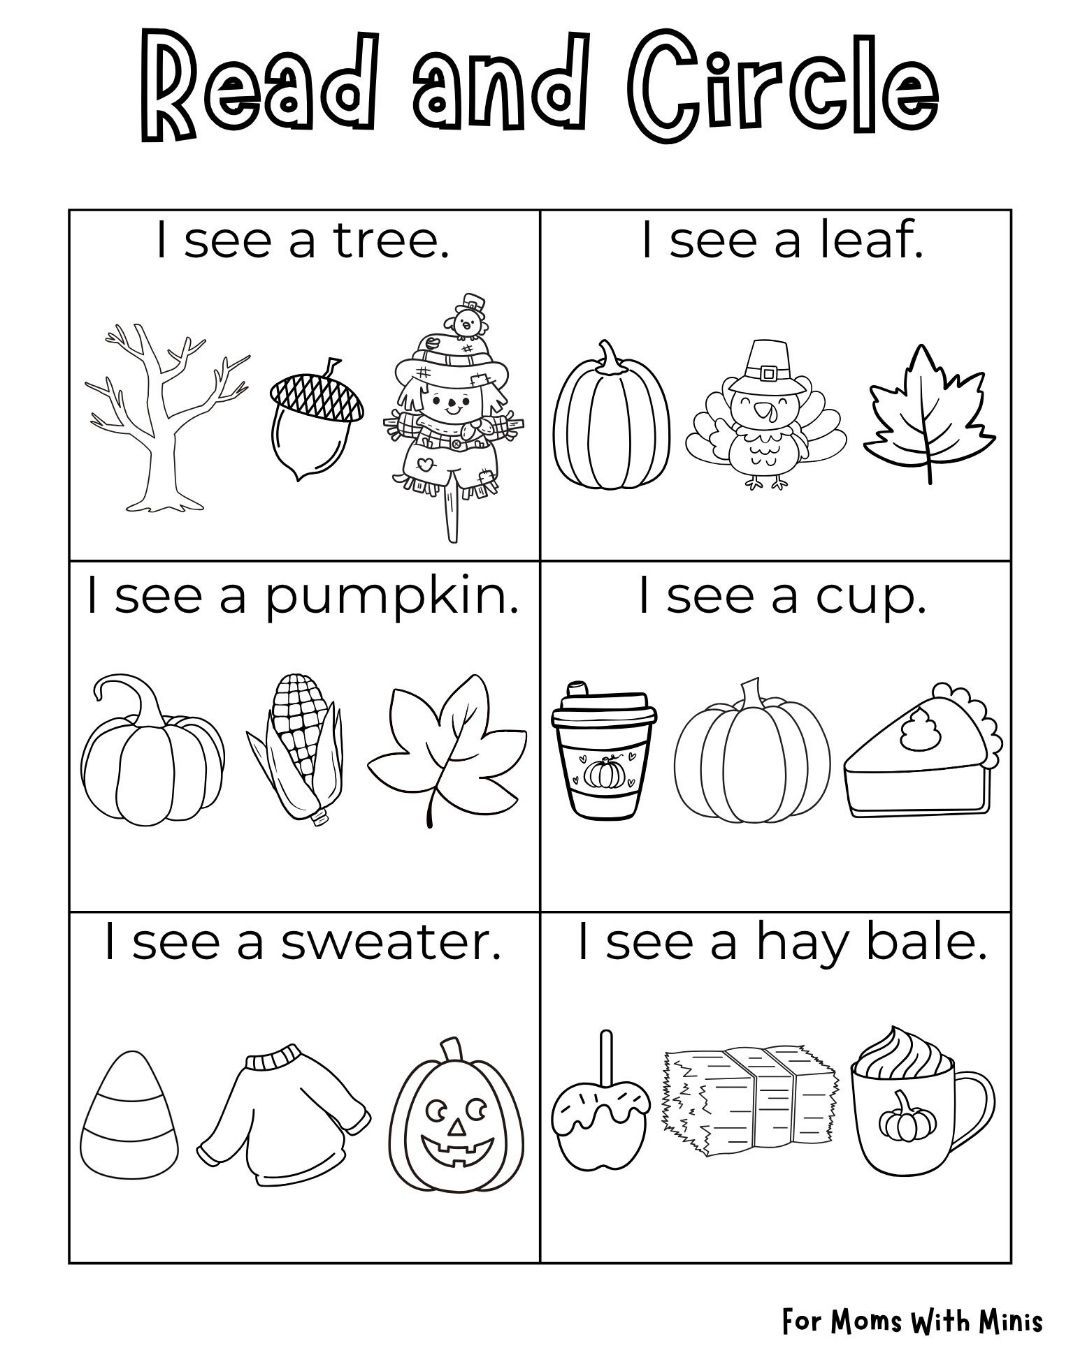 Read and Circle
I see a tree.
I see a leaf.
I see a pumpkin.
I see a cup.
I see a sweater.
I see a hay bale.
For Moms With Minis